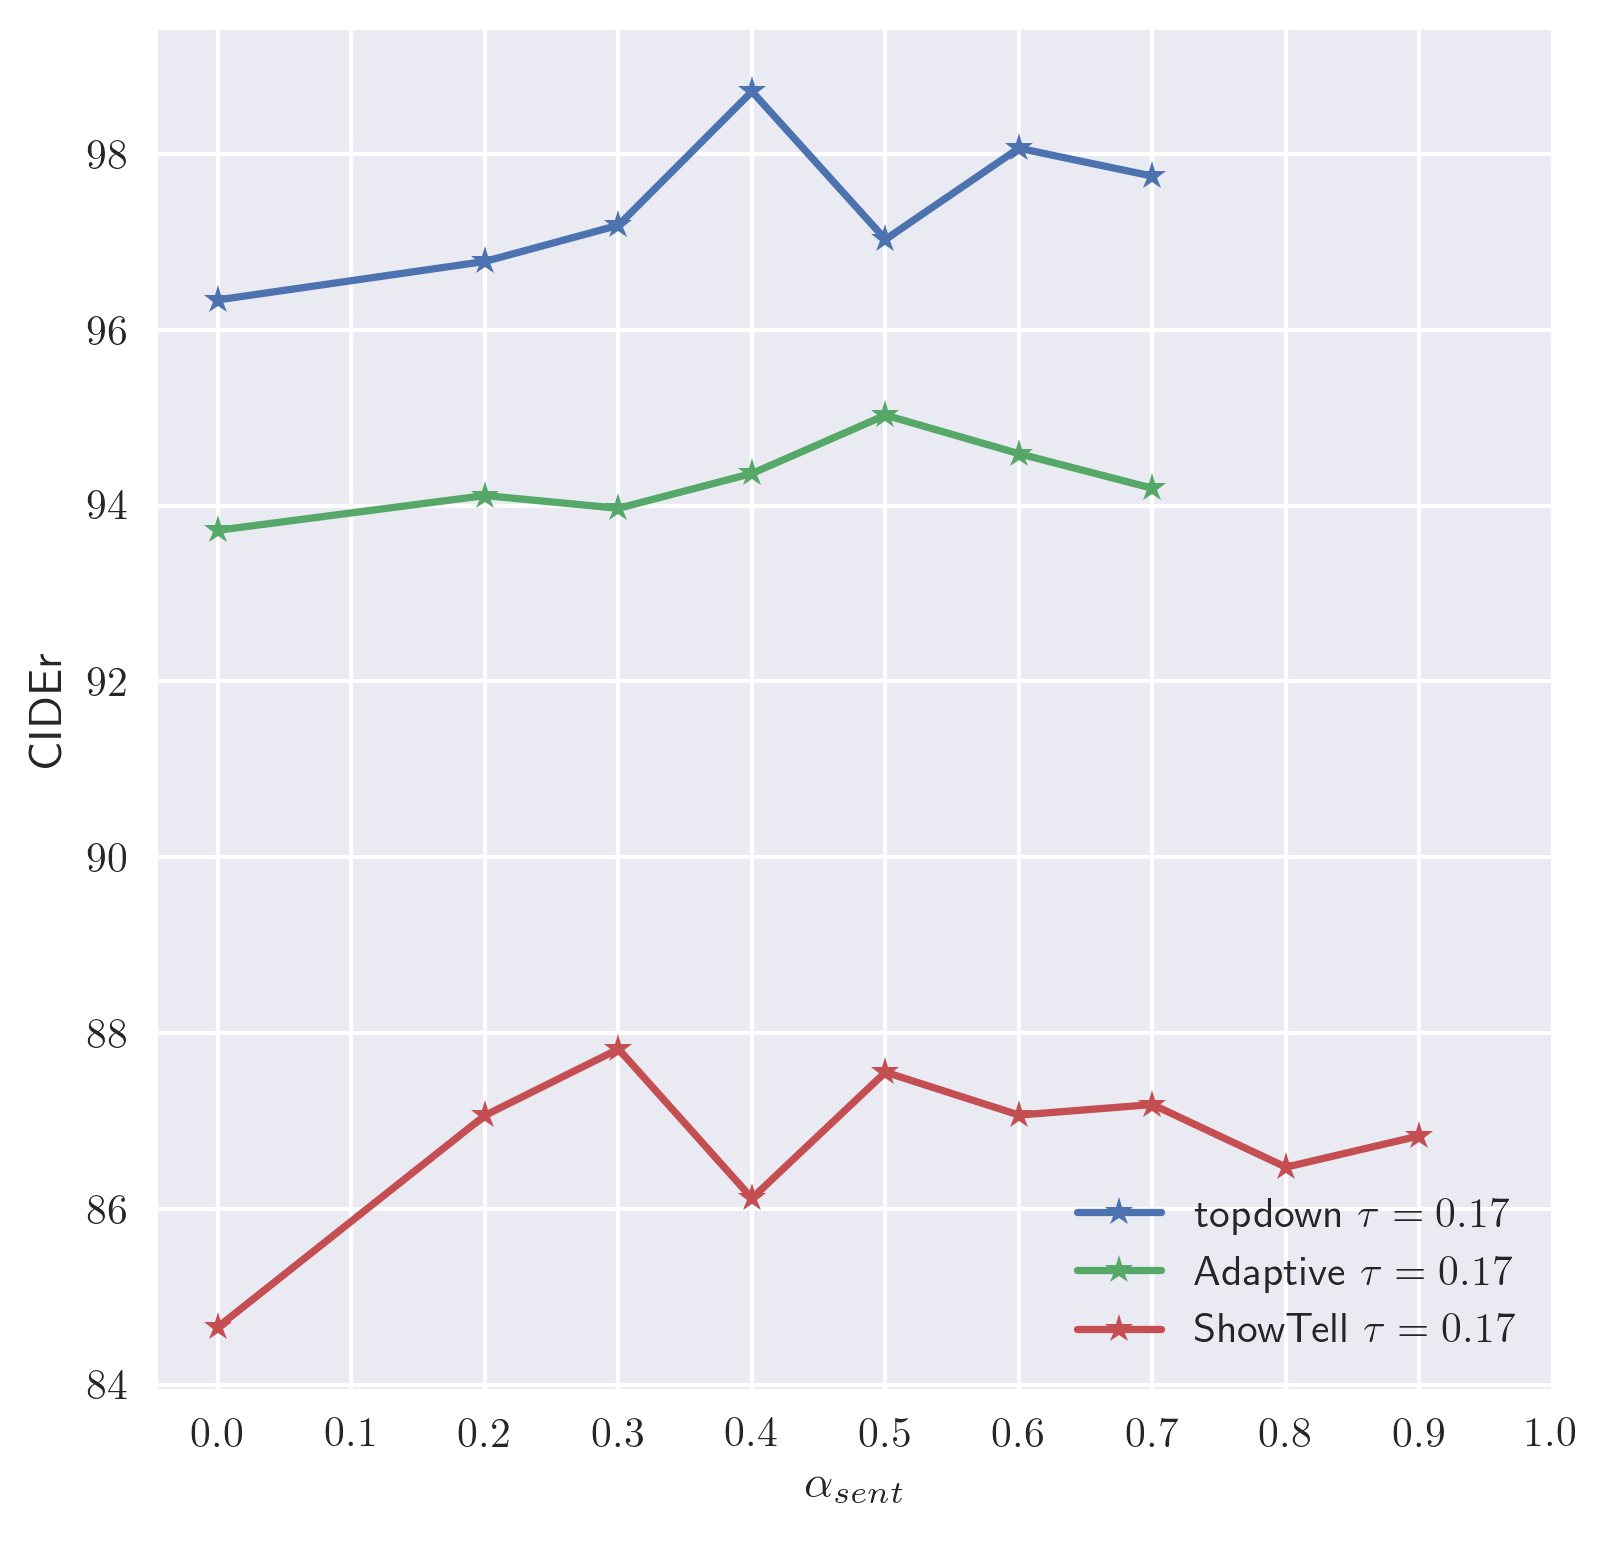 98
96
94
92
90
88
86
84
CIDEr
topdown τ = 0.17
Adaptive τ = 0.17
ShowTell τ = 0.17
0.0 0.1 0.2 0.3 0.4 0.5 0.6 0.7 0.8 0.9 1.0
α_sent